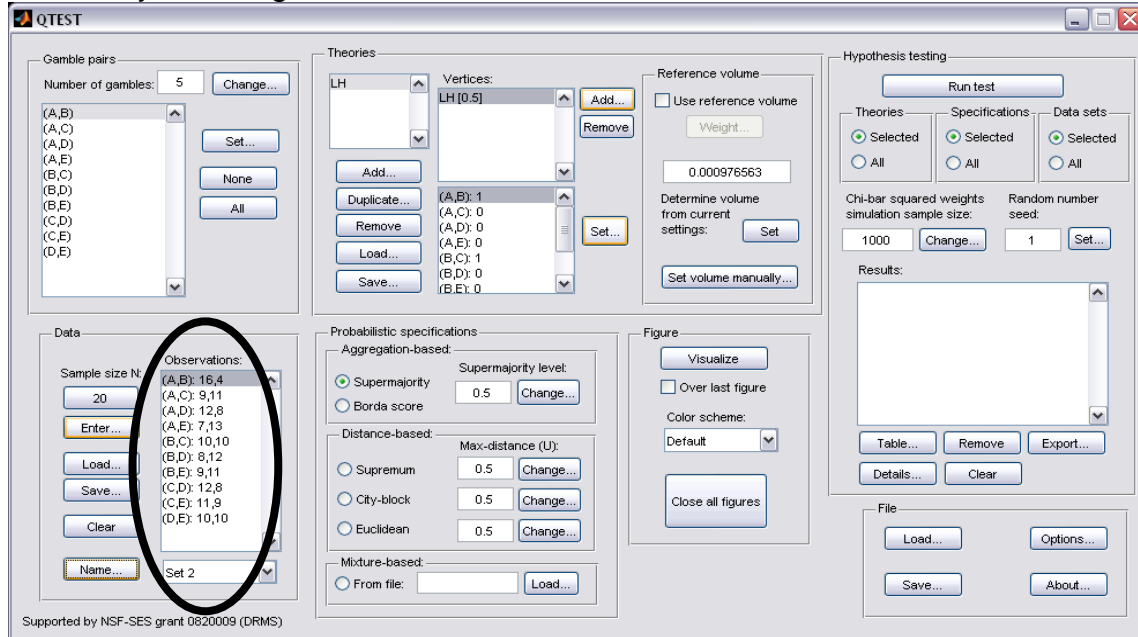 QTEST
Gamble pairs
Number of gambles: 5 Change...
(A,B)
(A,C)
(A,D)
(A,E)
(B,C)
(B,D)
(B,E)
(C,D)
(C,E)
(D,E)
Set...
None
All
Theories
LH
Vertices:
LH [0.5]
Add...
Remove
Add...
Duplicate...
Remove
Load...
Save...
(A,B): 1
(A,C): 0
(A,D): 0
(A,E): 0
(B,C): 1
(B,D): 0
(B,E): 0
Set...
Reference volume
Use reference volume
Weight...
0.000976563
Determine volume
from current
settings: Set
Set volume manually...
Hypothesis testing
Run test
Theories
Selected
All
Specifications
Selected
All
Data sets
Selected
All
Chi-bar squared weights
simulation sample size:
1000 Change...
Random number
seed:
1 Set...
Results:
Table... Remove Export...
Details... Clear
Data
Sample size N:
20
Enter...
Load...
Save...
Clear
Name...
Observations:
(A,B): 16,4
(A,C): 9,11
(A,D): 12,8
(A,E): 7,13
(B,C): 10,10
(B,D): 8,12
(B,E): 9,11
(C,D): 12,8
(C,E): 11,9
(D,E): 10,10
Set 2
Probabilistic specifications
Aggregation-based:
Supermajority level:
Supermajority 0.5 Change...
Borda score
Distance-based:
Max-distance (U):
Supremum 0.5 Change...
City-block 0.5 Change...
Euclidean 0.5 Change...
Mixture-based:
From file: Load...
Figure
Visualize
Over last figure
Color scheme:
Default
Close all figures
File
Load... Options...
Save... About...
Supported by NSF-SES grant 0820009 (DRMS)